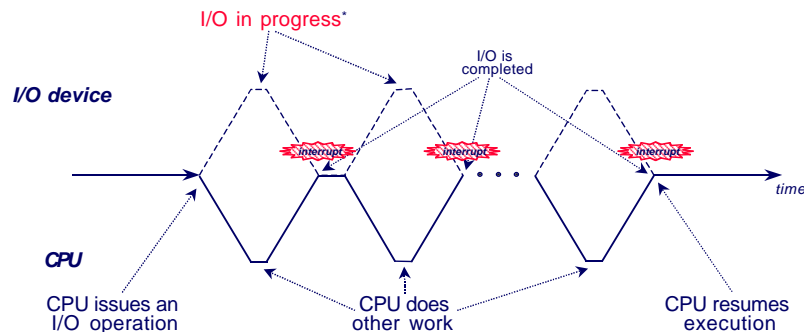 I/O in progress*
I/O is
completed
I/O device
interrupt
interrupt
interrupt
time
CPU
CPU issues an
I/O operation
CPU does
other work
CPU resumes
execution